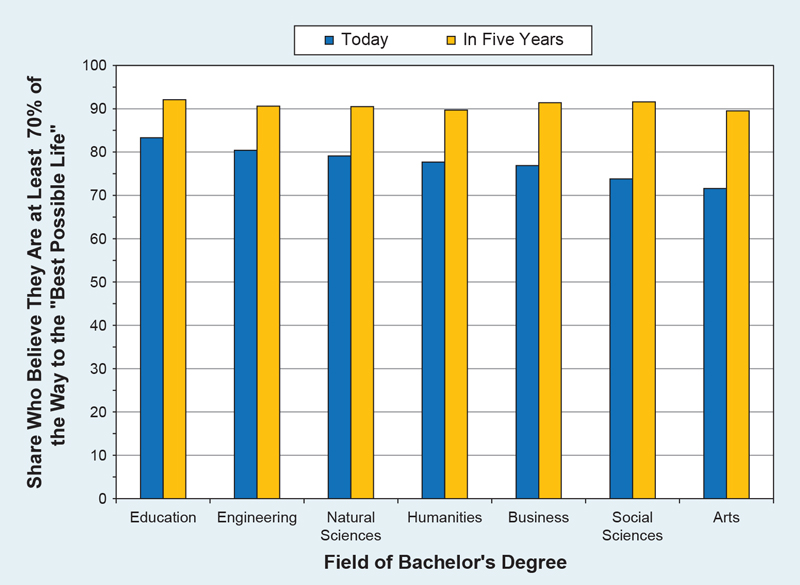 Today In Five Years
Share Who Believe They Are at Least 70% of
the Way to the "Best Possible Life"
100
90
80
70
60
50
40
30
20
10
0
Education Engineering Natural Sciences Humanities Business Social Sciences Arts
Field of Bachelor's Degree